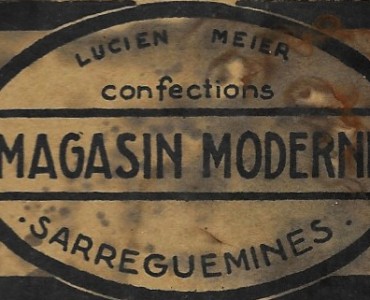 LUCIEN MEIER
confections
MAGASIN MODERNE
· SARREGUEMINES ·